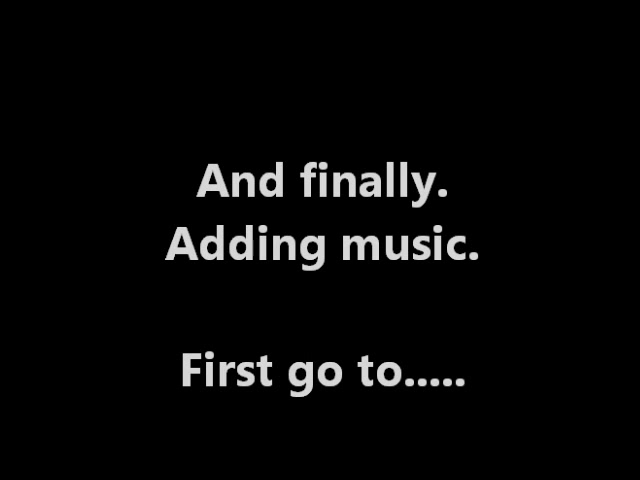 And finally.
Adding music.
First go to.....